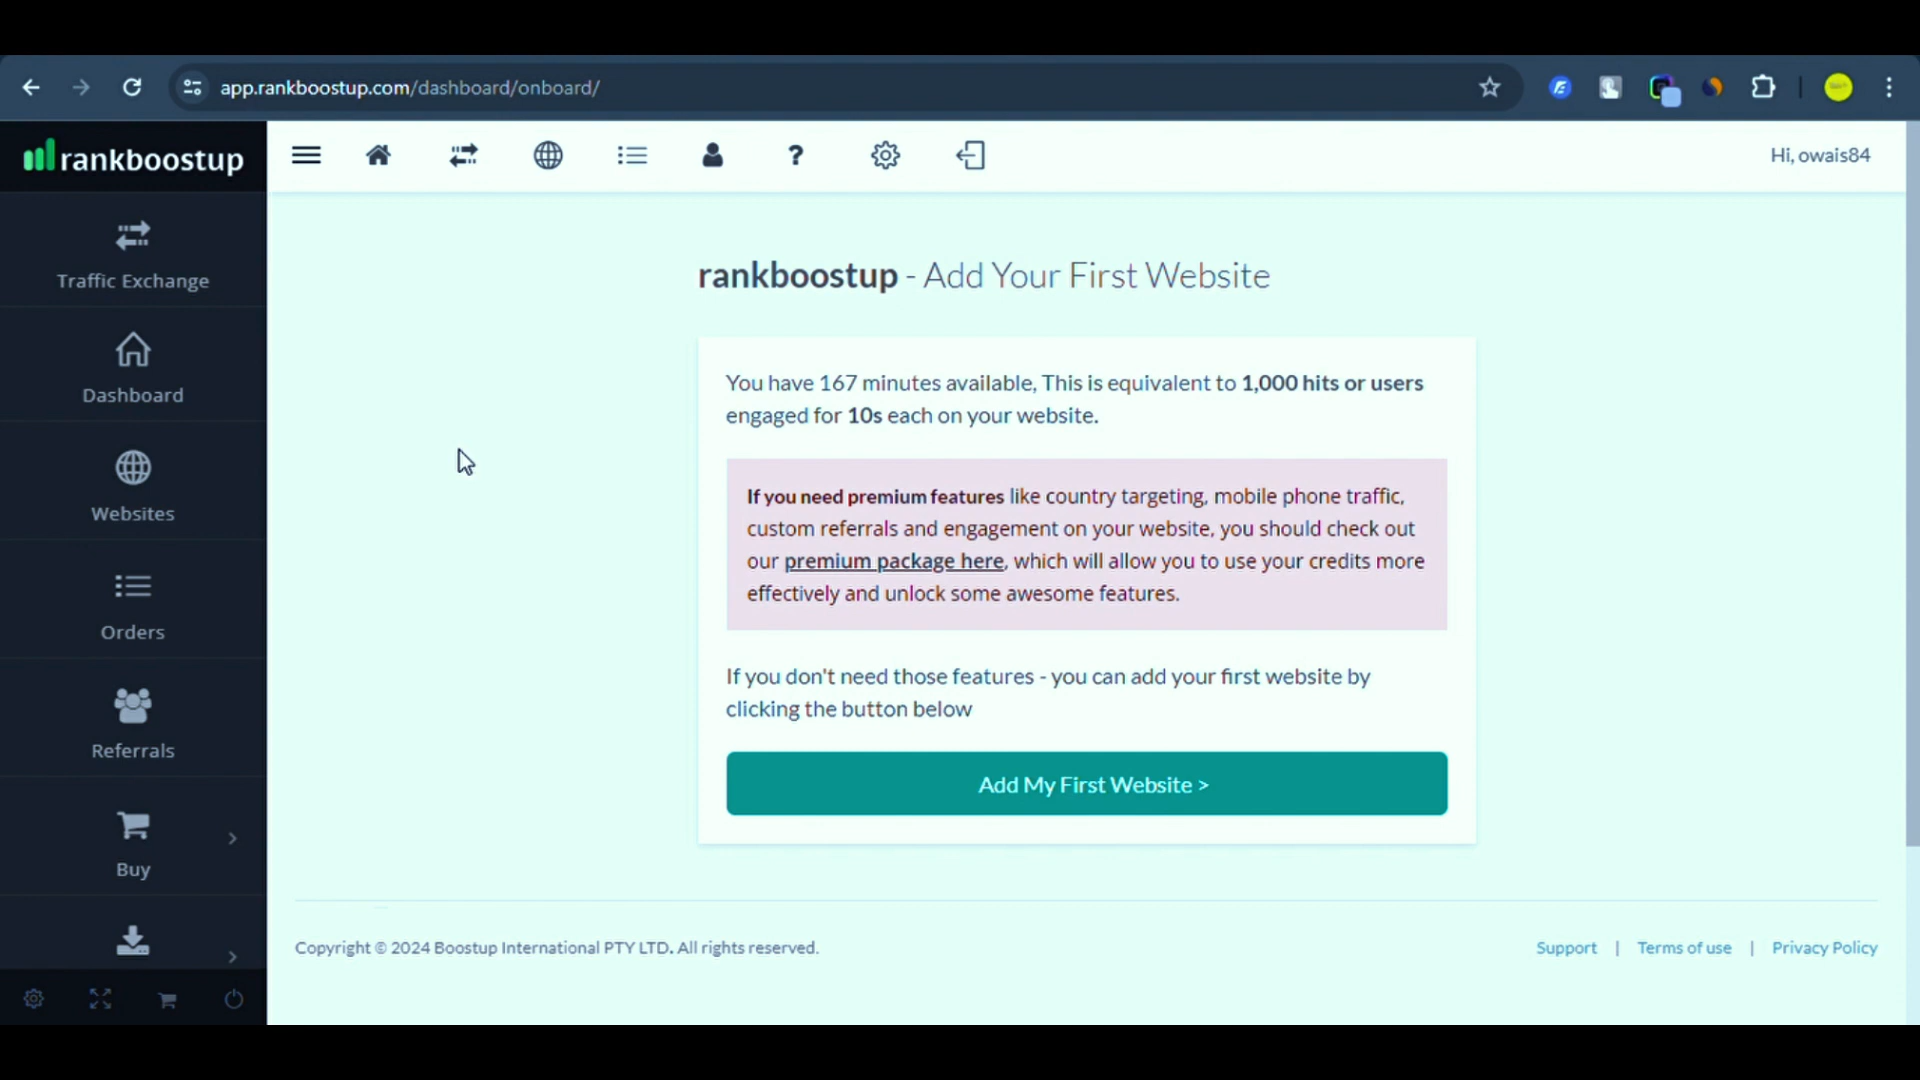 app.rankboostup.com/dashboard/onboard/
rankboostup
Hi, owais84
Traffic Exchange
Dashboard
Websites
Orders
Referrals
Buy
rankboostup - Add Your First Website
You have 167 minutes available, This is equivalent to 1,000 hits or users
engaged for 10s each on your website.
If you need premium features like country targeting, mobile phone traffic,
custom referrals and engagement on your website, you should check out
our premium package here, which will allow you to use your credits more
effectively and unlock some awesome features.
If you don't need those features - you can add your first website by
clicking the button below
Add My First Website >
Copyright © 2024 Boostup International PTY LTD. All rights reserved.
Support | Terms of use | Privacy Policy